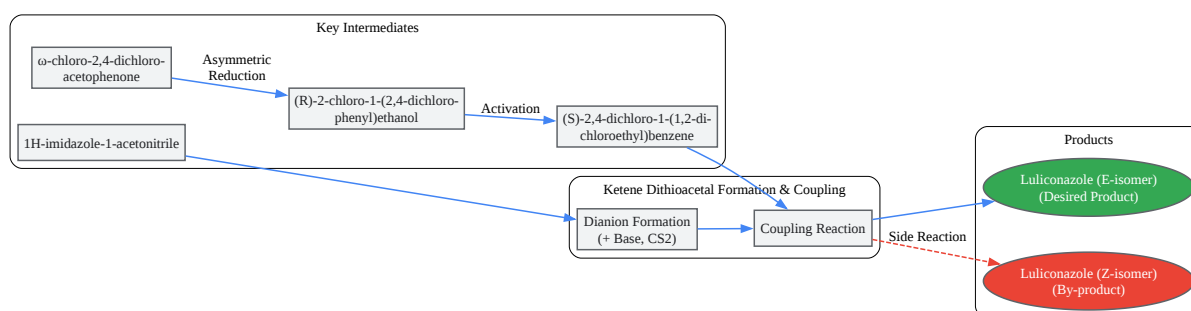 Key Intermediates
ω-chloro-2,4-dichloro-
acetophenone
Asymmetric
Reduction
(R)-2-chloro-1-(2,4-dichloro-
phenyl)ethanol
Activation
(S)-2,4-dichloro-1-(1,2-di-
chloroethyl)benzene
1H-imidazole-1-acetonitrile
Ketene Dithioacetal Formation & Coupling
Dianion Formation
(+ Base, CS2)
Coupling Reaction
Side Reaction
Products
Luliconazole (E-isomer)
(Desired Product)
Luliconazole (Z-isomer)
(By-product)